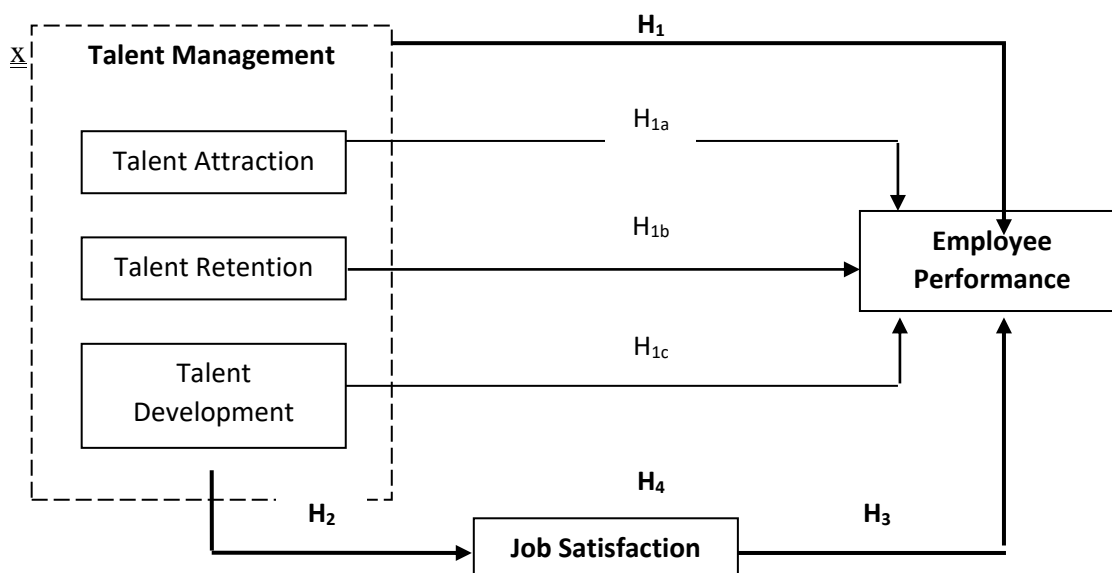 H1
x
Talent Management
H1a
Talent Attraction
H1b
Employee
Performance
Talent Retention
H1c
Talent
Development
H4
H2
H3
Job Satisfaction